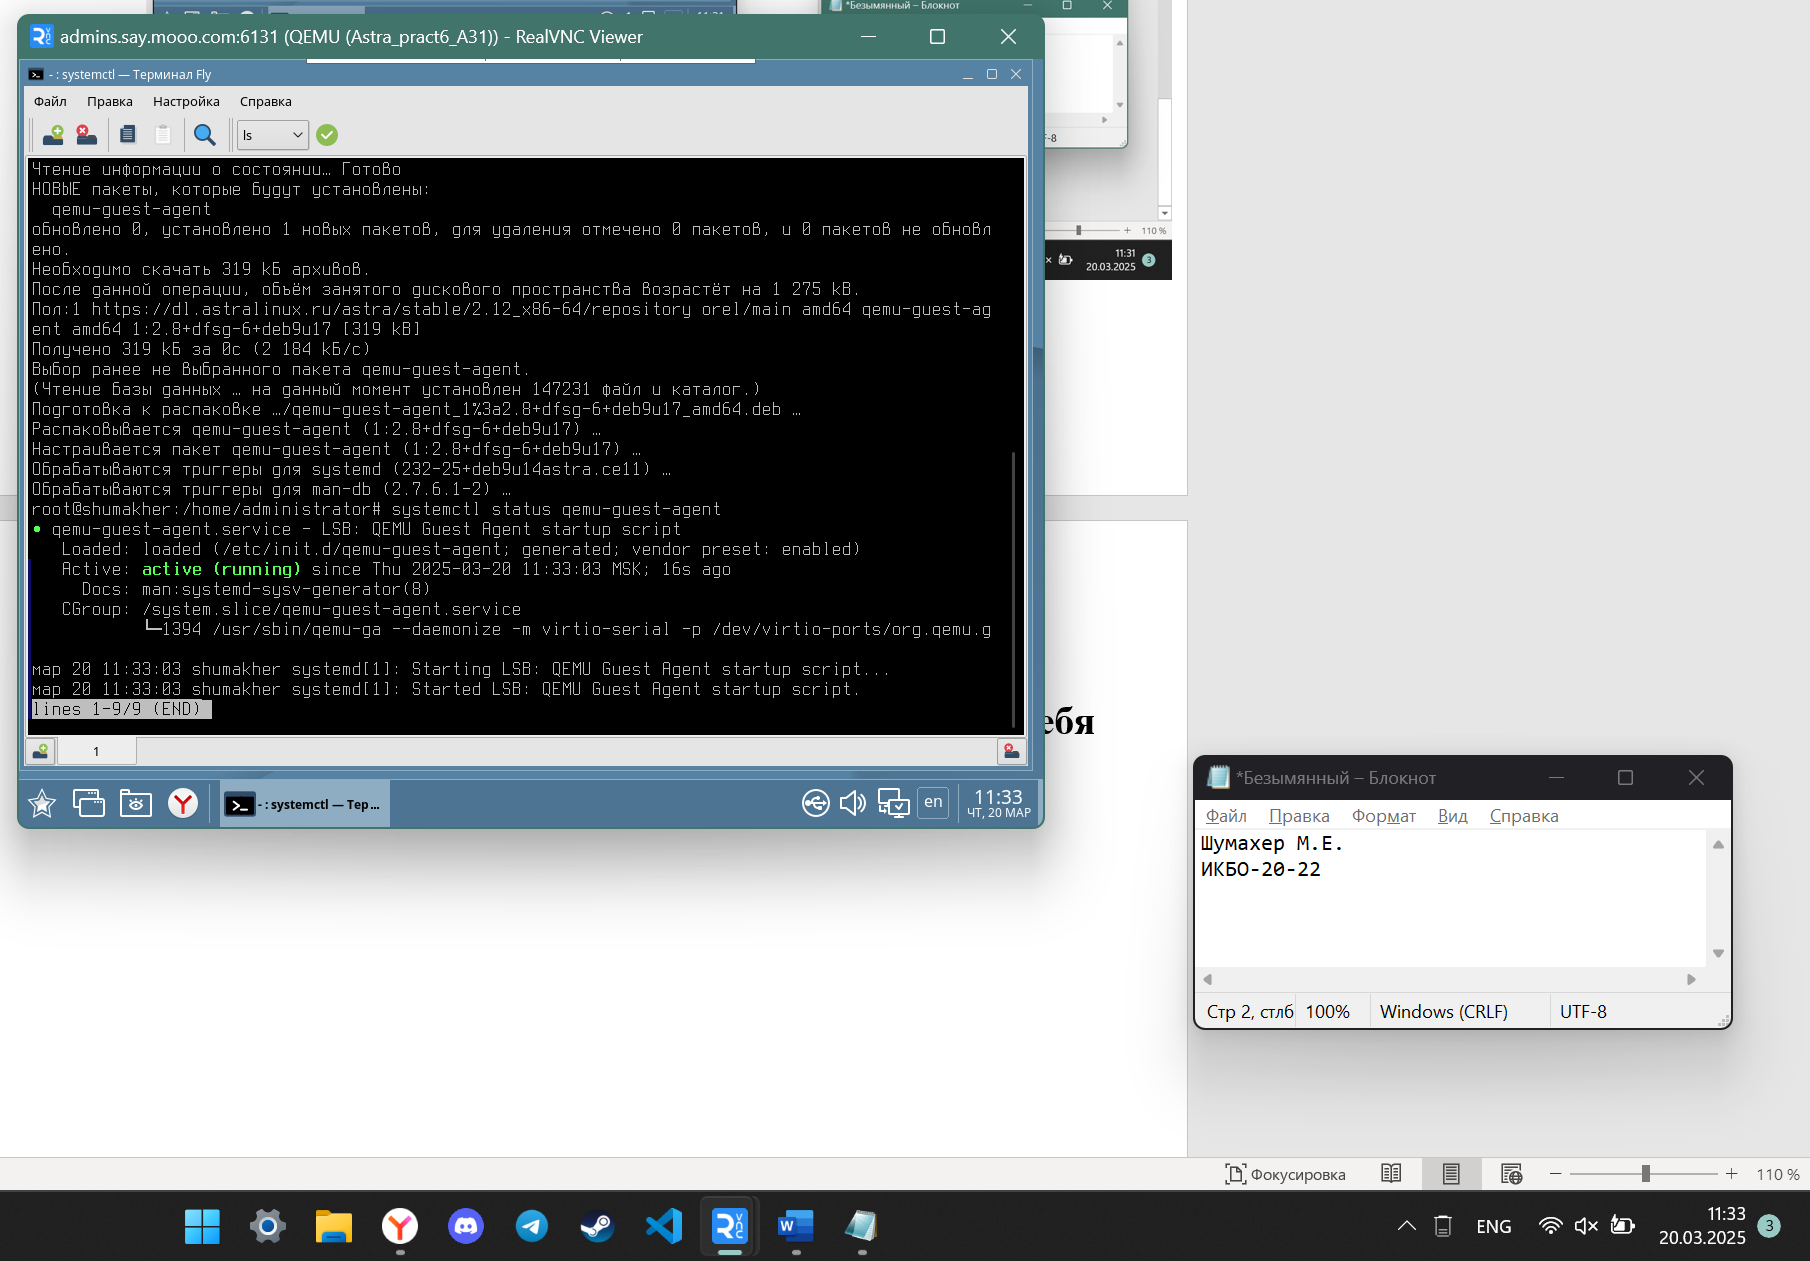 *Безымянный – Блокнот
admins.say.mooo.com:6131 (QEMU (Astra_pract6_A31)) - RealVNC Viewer
- : systemctl — Терминал Fly
Файл Правка Настройка Справка
ls
Чтение информации о состоянии… Готово
НОВЫЕ пакеты, которые будут установлены:
qemu-guest-agent
обновлено 0, установлено 1 новых пакетов, для удаления отмечено 0 пакетов, и 0 пакетов не обновл
ено.
Необходимо скачать 319 kБ архивов.
После данной операции, объём занятого дискового пространства возрастёт на 1 275 kB.
Пол:1 https://dl.astralinux.ru/astra/stable/2.12_x86-64/repository orel/main amd64 qemu-guest-ag
ent amd64 1:2.8+dfsg-6+deb9u17 [319 kB]
Получено 319 kБ за 0с (2 184 kБ/c)
Выбор ранее не выбранного пакета qemu-guest-agent.
(Чтение базы данных … на данный момент установлен 147231 файл и каталог.)
Подготовка к распаковке …/qemu-guest-agent_1%3a2.8+dfsg-6+deb9u17_amd64.deb …
Распаковывается qemu-guest-agent (1:2.8+dfsg-6+deb9u17) …
Настраивается пакет qemu-guest-agent (1:2.8+dfsg-6+deb9u17) …
Обрабатываются триггеры для systemd (232-25+deb9u14astra.ce11) …
Обрабатываются триггеры для man-db (2.7.6.1-2) …
root@shumakher:/home/administrator# systemctl status qemu-guest-agent
● qemu-guest-agent.service - LSB: QEMU Guest Agent startup script
Loaded: loaded (/etc/init.d/qemu-guest-agent; generated; vendor preset: enabled)
Active: active (running) since Thu 2025-03-20 11:33:03 MSK; 16s ago
Docs: man:systemd-sysv-generator(8)
CGroup: /system.slice/qemu-guest-agent.service
└─1394 /usr/sbin/qemu-ga --daemonize -m virtio-serial -p /dev/virtio-ports/org.qemu.g
мар 20 11:33:03 shumakher systemd[1]: Starting LSB: QEMU Guest Agent startup script...
мар 20 11:33:03 shumakher systemd[1]: Started LSB: QEMU Guest Agent startup script.
lines 1-9/9 (END)
1
- : systemctl — Тер…
en
11:33
ЧТ, 20 МАР
F-8
110 %
11:31
20.03.2025
3
ебя
*Безымянный – Блокнот
Файл Правка Формат Вид Справка
Шумахер М.Е.
ИКБО-20-22
Стр 2, стлб 100% Windows (CRLF) UTF-8
Фокусировка
110 %
ENG
11:33
20.03.2025
3